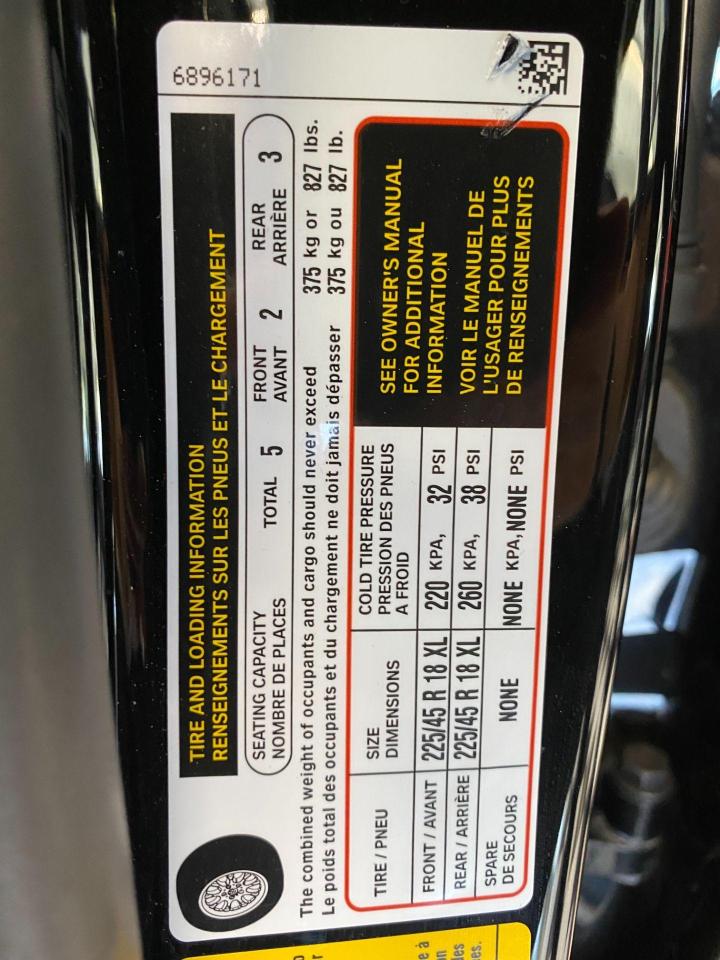 6896171
TIRE AND LOADING INFORMATION
RENSEIGNEMENTS SUR LES PNEUS ET LE CHARGEMENT
SEATING CAPACITY
NOMBRE DE PLACES
TOTAL 5
FRONT
AVANT 2
REAR
ARRIÈRE 3
The combined weight of occupants and cargo should never exceed 375 kg or 827 lbs.
Le poids total des occupants et du chargement ne doit jamais dépasser 375 kg ou 827 lb.
TIRE / PNEU
SIZE
DIMENSIONS
COLD TIRE PRESSURE
PRESSION DES PNEUS
A FROID
FRONT / AVANT 225/45 R 18 XL 220 KPA, 32 PSI
REAR / ARRIÈRE 225/45 R 18 XL 260 KPA, 38 PSI
SPARE
DE SECOURS
NONE NONE KPA, NONE PSI
SEE OWNER'S MANUAL
FOR ADDITIONAL
INFORMATION
VOIR LE MANUEL DE
L'USAGER POUR PLUS
DE RENSEIGNEMENTS